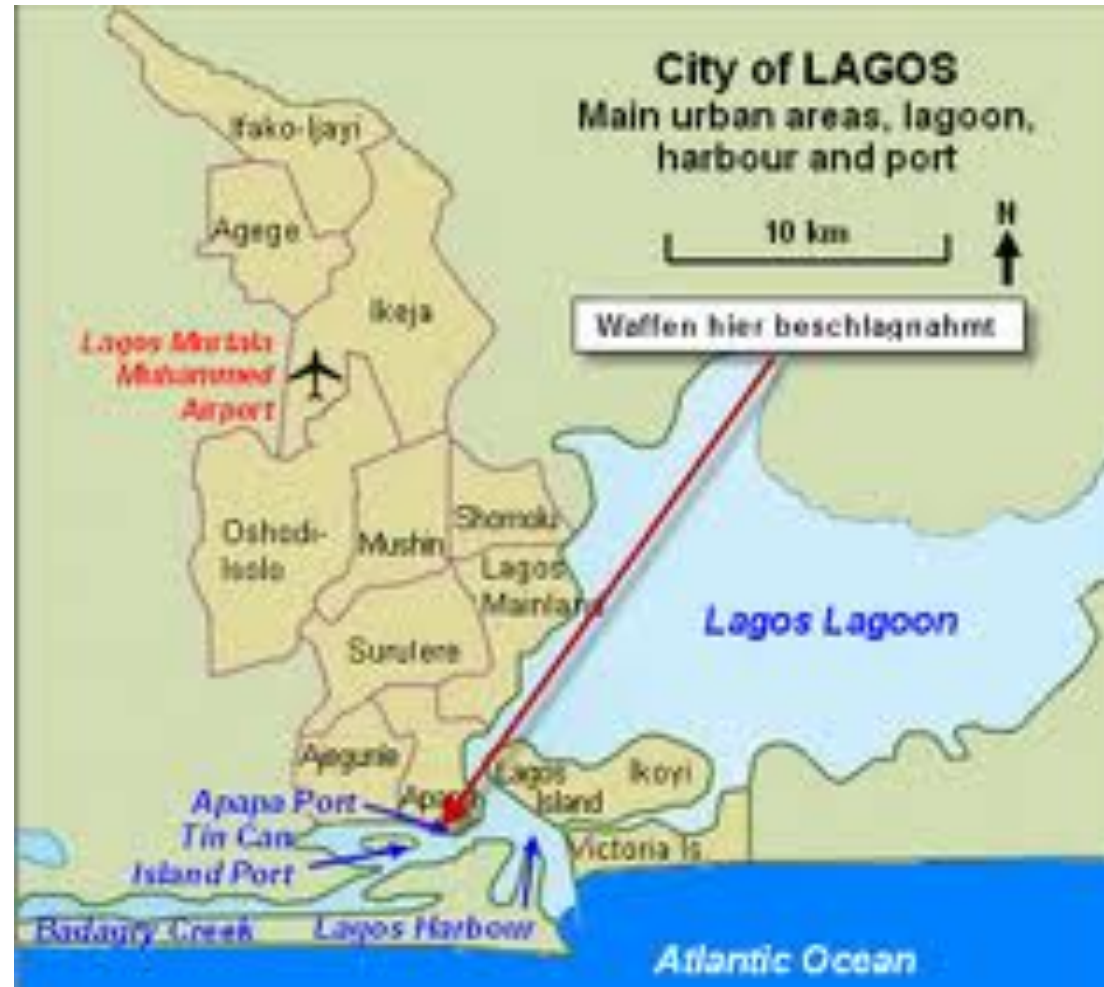 City of LAGOS
Main urban areas, lagoon,
harbour and port
10 km
N
Waffen hier beschlagnahmt
Ifako-Ijayi
Agege
Ikeja
Lagos Murtala
Muhammed
Airport
Oshodi-
Isolo
Mushin
Shomolu
Lagos
Mainland
Surulere
Lagos Lagoon
Ajegunle
Apapa
Lagos
Island
Ikoyi
Apapa Port
Tin Can
Island Port
Victoria Is
Badagry Creek
Lagos Harbour
Atlantic Ocean